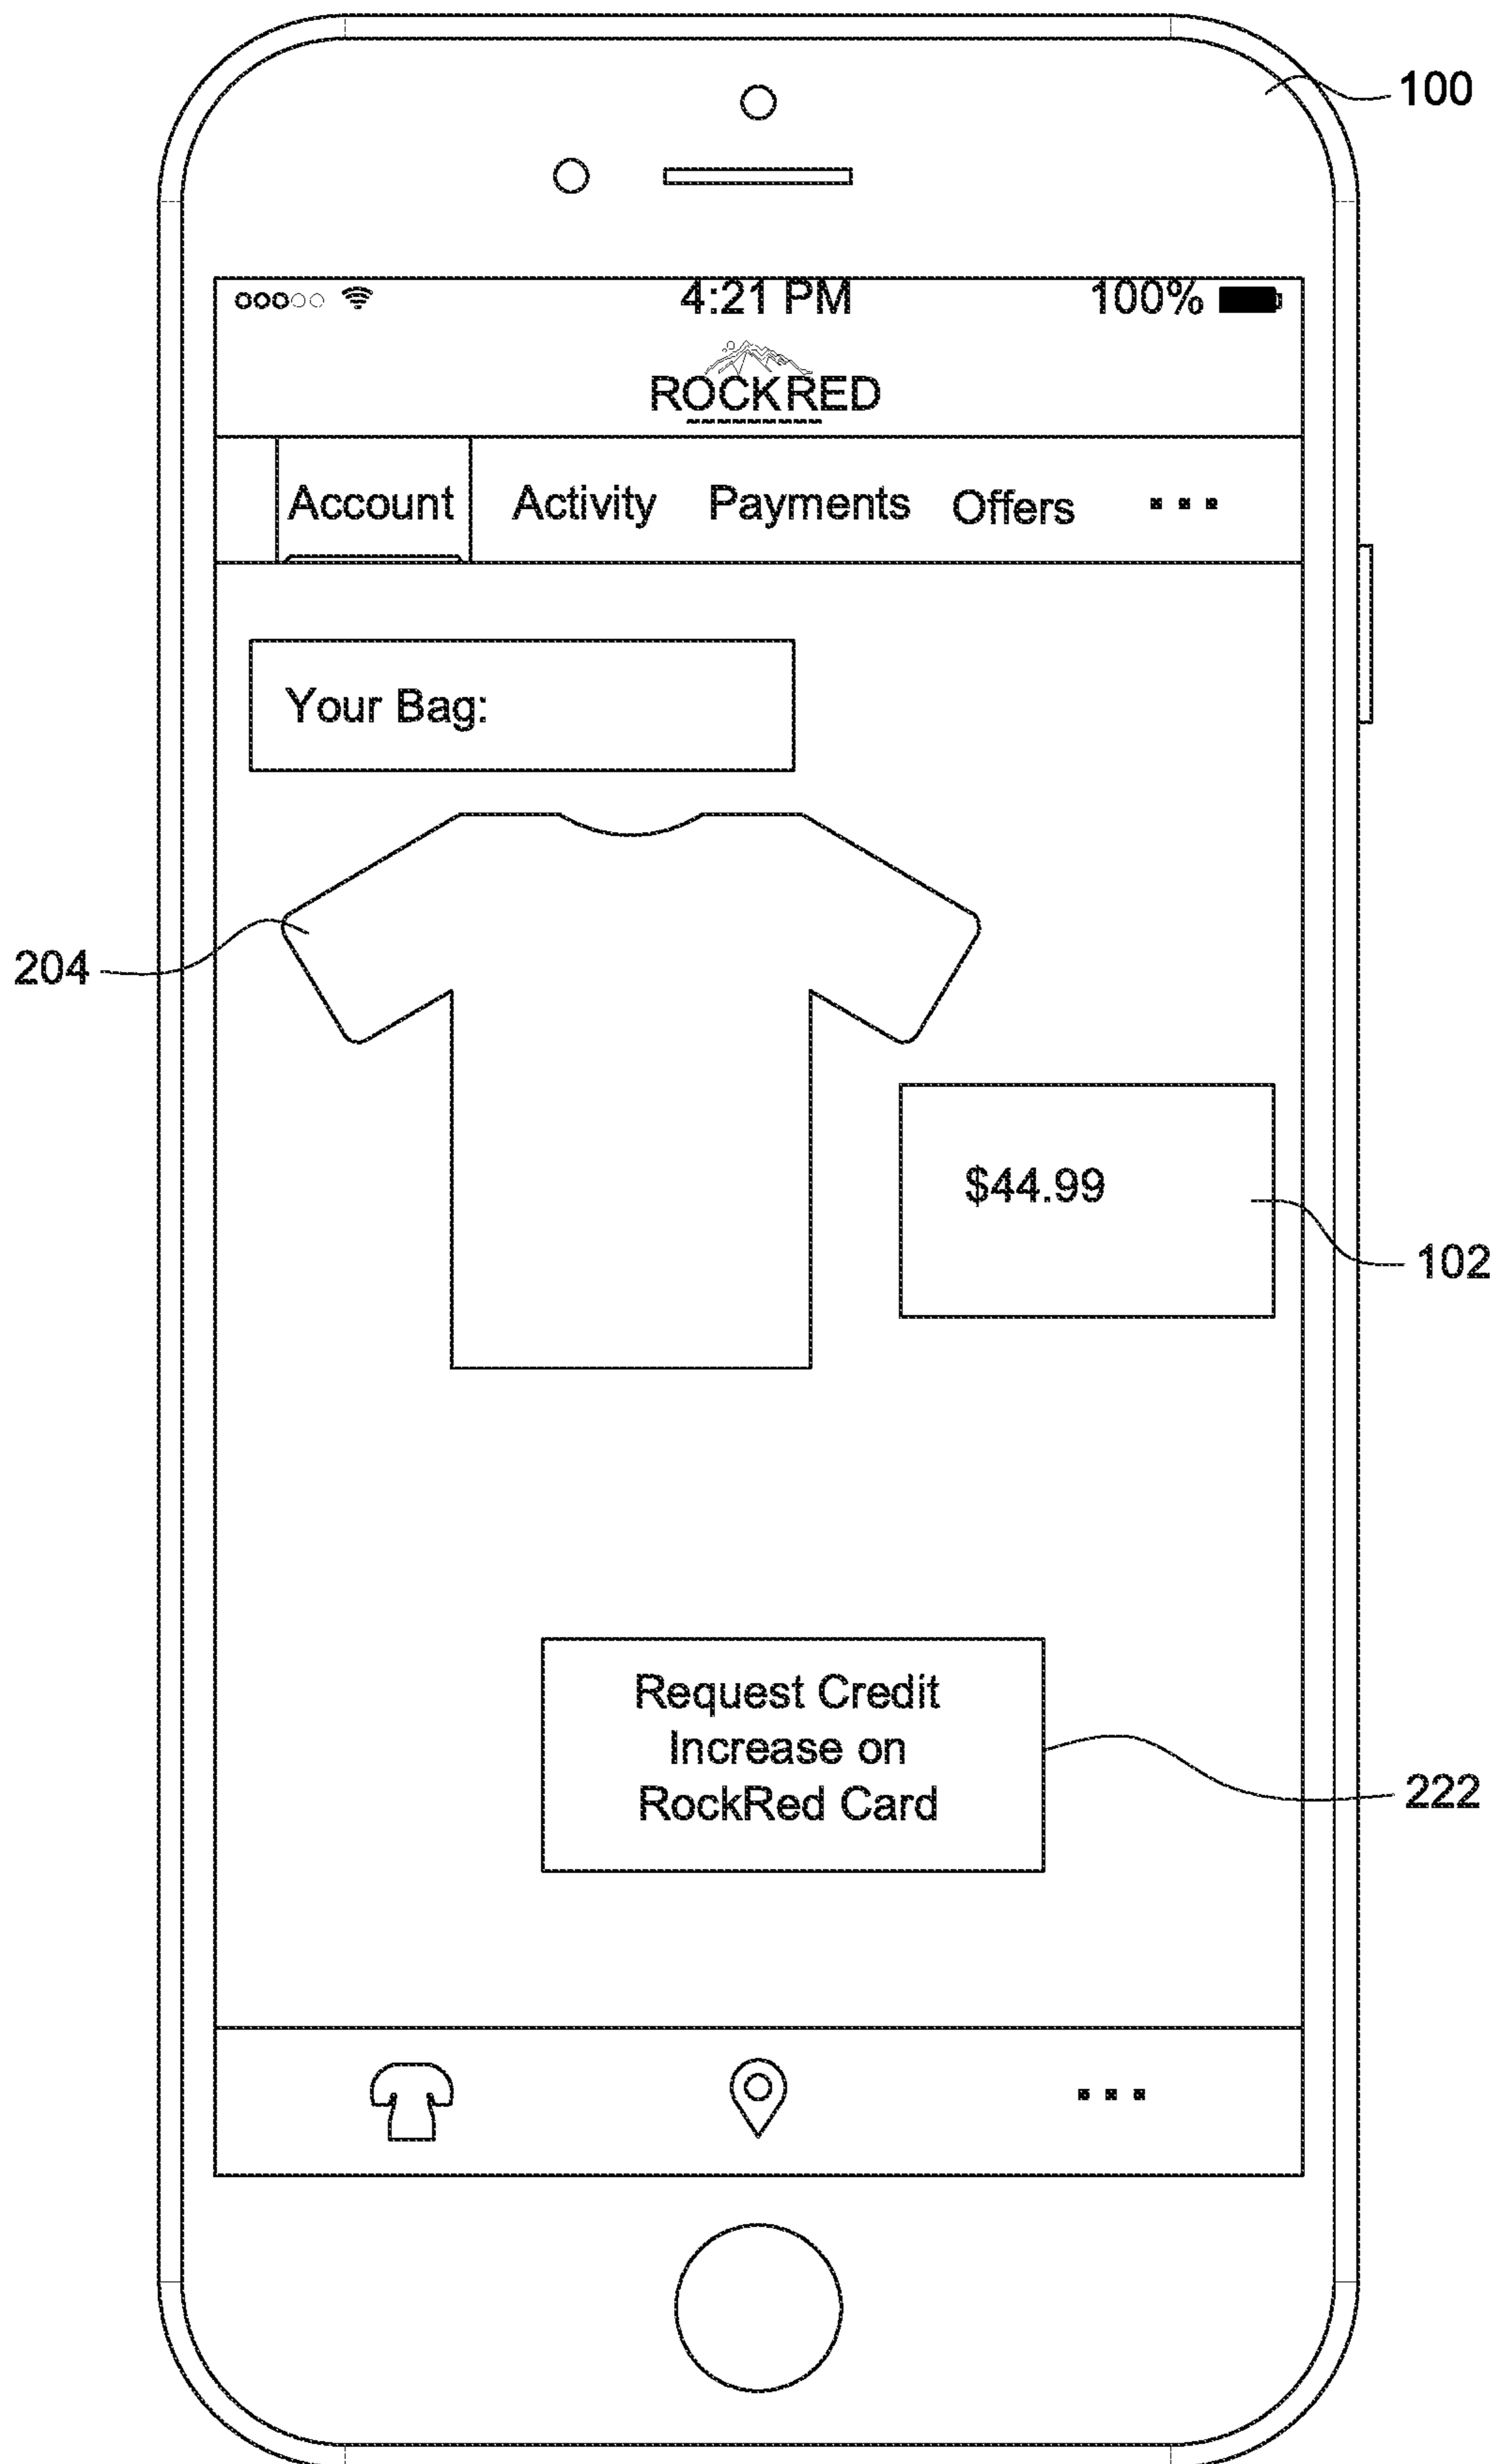 100
4:21 PM 100%
ROCKRED
Account Activity Payments Offers ...
Your Bag:
204
$44.99
102
Request Credit
Increase on
RockRed Card
222
...